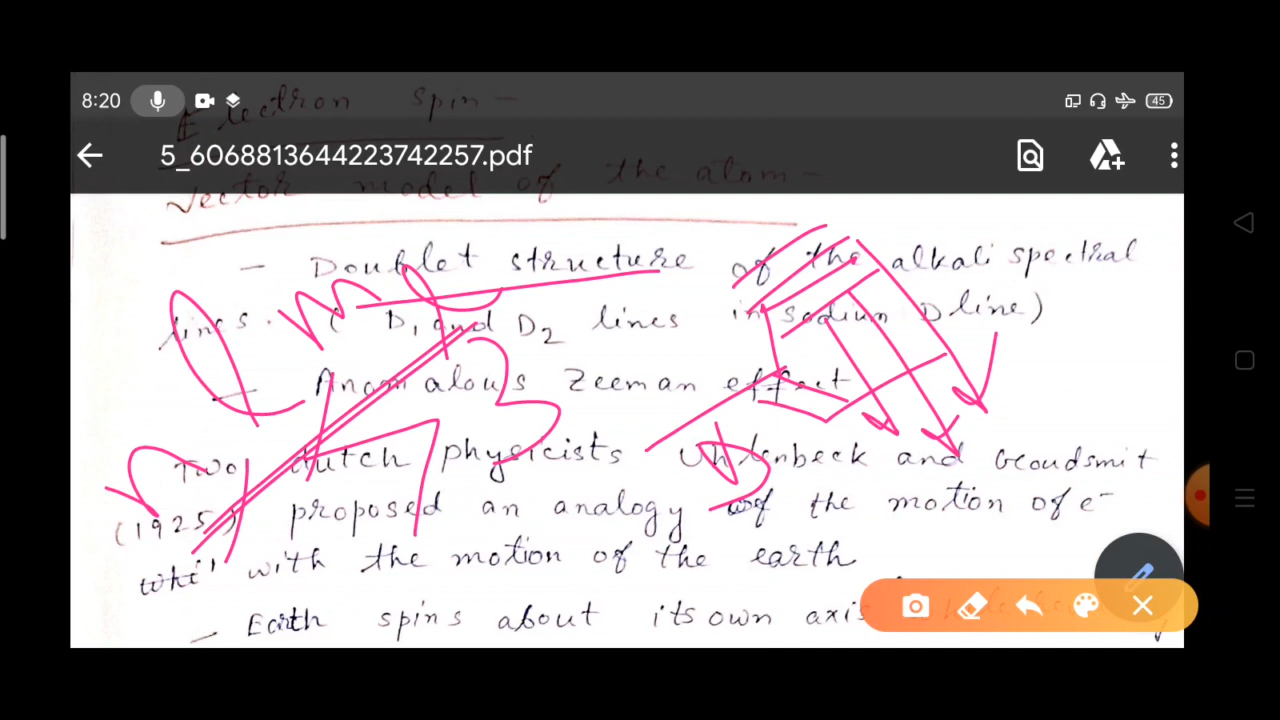 8:20
45
5_6068813644223742257.pdf
Electron spin-
Vector model of the atom-
- Doublet structure of the alkali spectral
lines. ( D1 and D2 lines in sodium D line)
- Anomalous Zeeman effect
Two dutch physicists Uhlenbeck and Goudsmit
(1925) proposed an analogy of the motion of e-
with the motion of the earth
- Earth spins about its own axis